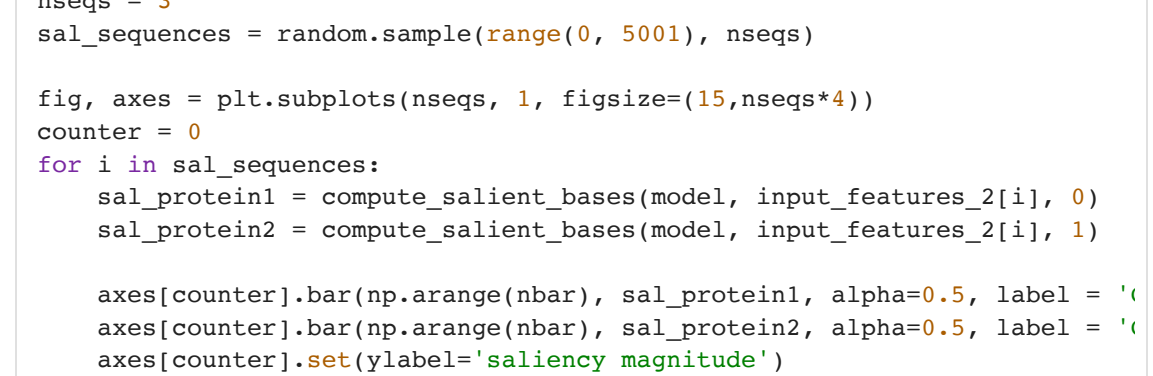 nseqs = 3
sal_sequences = random.sample(range(0, 5001), nseqs)
fig, axes = plt.subplots(nseqs, 1, figsize=(15,nseqs*4))
counter = 0
for i in sal_sequences:
    sal_protein1 = compute_salient_bases(model, input_features_2[i], 0)
    sal_protein2 = compute_salient_bases(model, input_features_2[i], 1)
    axes[counter].bar(np.arange(nbar), sal_protein1, alpha=0.5, label = '
    axes[counter].bar(np.arange(nbar), sal_protein2, alpha=0.5, label = '
    axes[counter].set(ylabel='saliency magnitude')